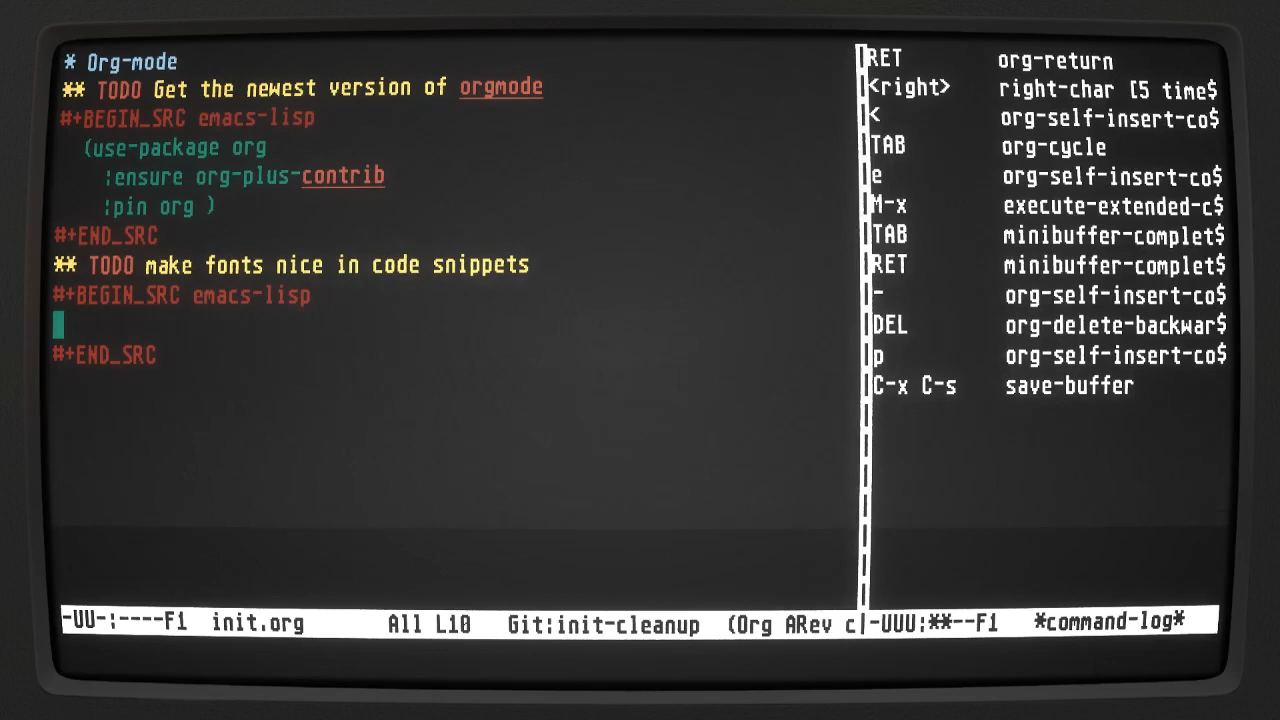 * Org-mode
** TODO Get the newest version of orgmode
#+BEGIN_SRC emacs-lisp
(use-package org
:ensure org-plus-contrib
:pin org )
#+END_SRC
** TODO make fonts nice in code snippets
#+BEGIN_SRC emacs-lisp
#+END_SRC
-UU-:----F1 init.org All L10 Git:init-cleanup (Org ARev c
RET org-return
<right> right-char [5 time$
< org-self-insert-co$
TAB org-cycle
e org-self-insert-co$
M-x execute-extended-c$
TAB minibuffer-complet$
RET minibuffer-complet$
- org-self-insert-co$
DEL org-delete-backwar$
p org-self-insert-co$
C-x C-s save-buffer
-UUU:**--F1 *command-log*